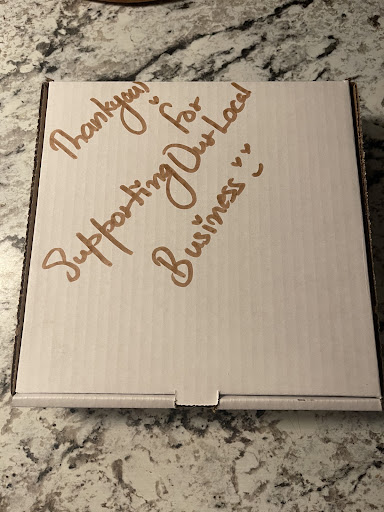 Thankyou!
for
Supporting Our Local
Business